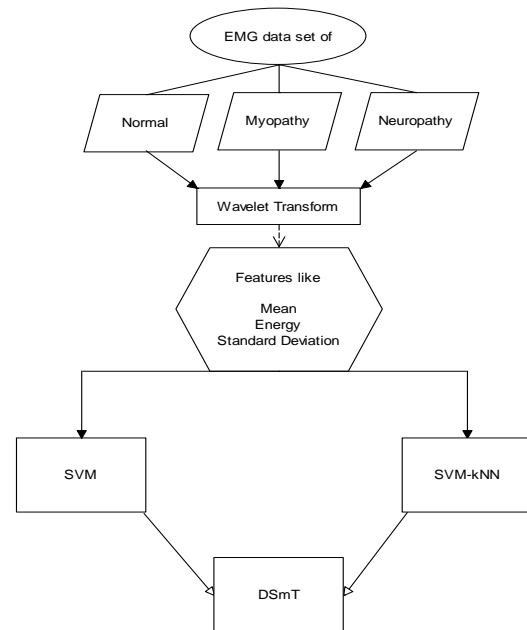 EMG data set of
Normal
Myopathy
Neuropathy
Wavelet Transform
Features like
Mean
Energy
Standard Deviation
SVM
SVM-kNN
DSmT